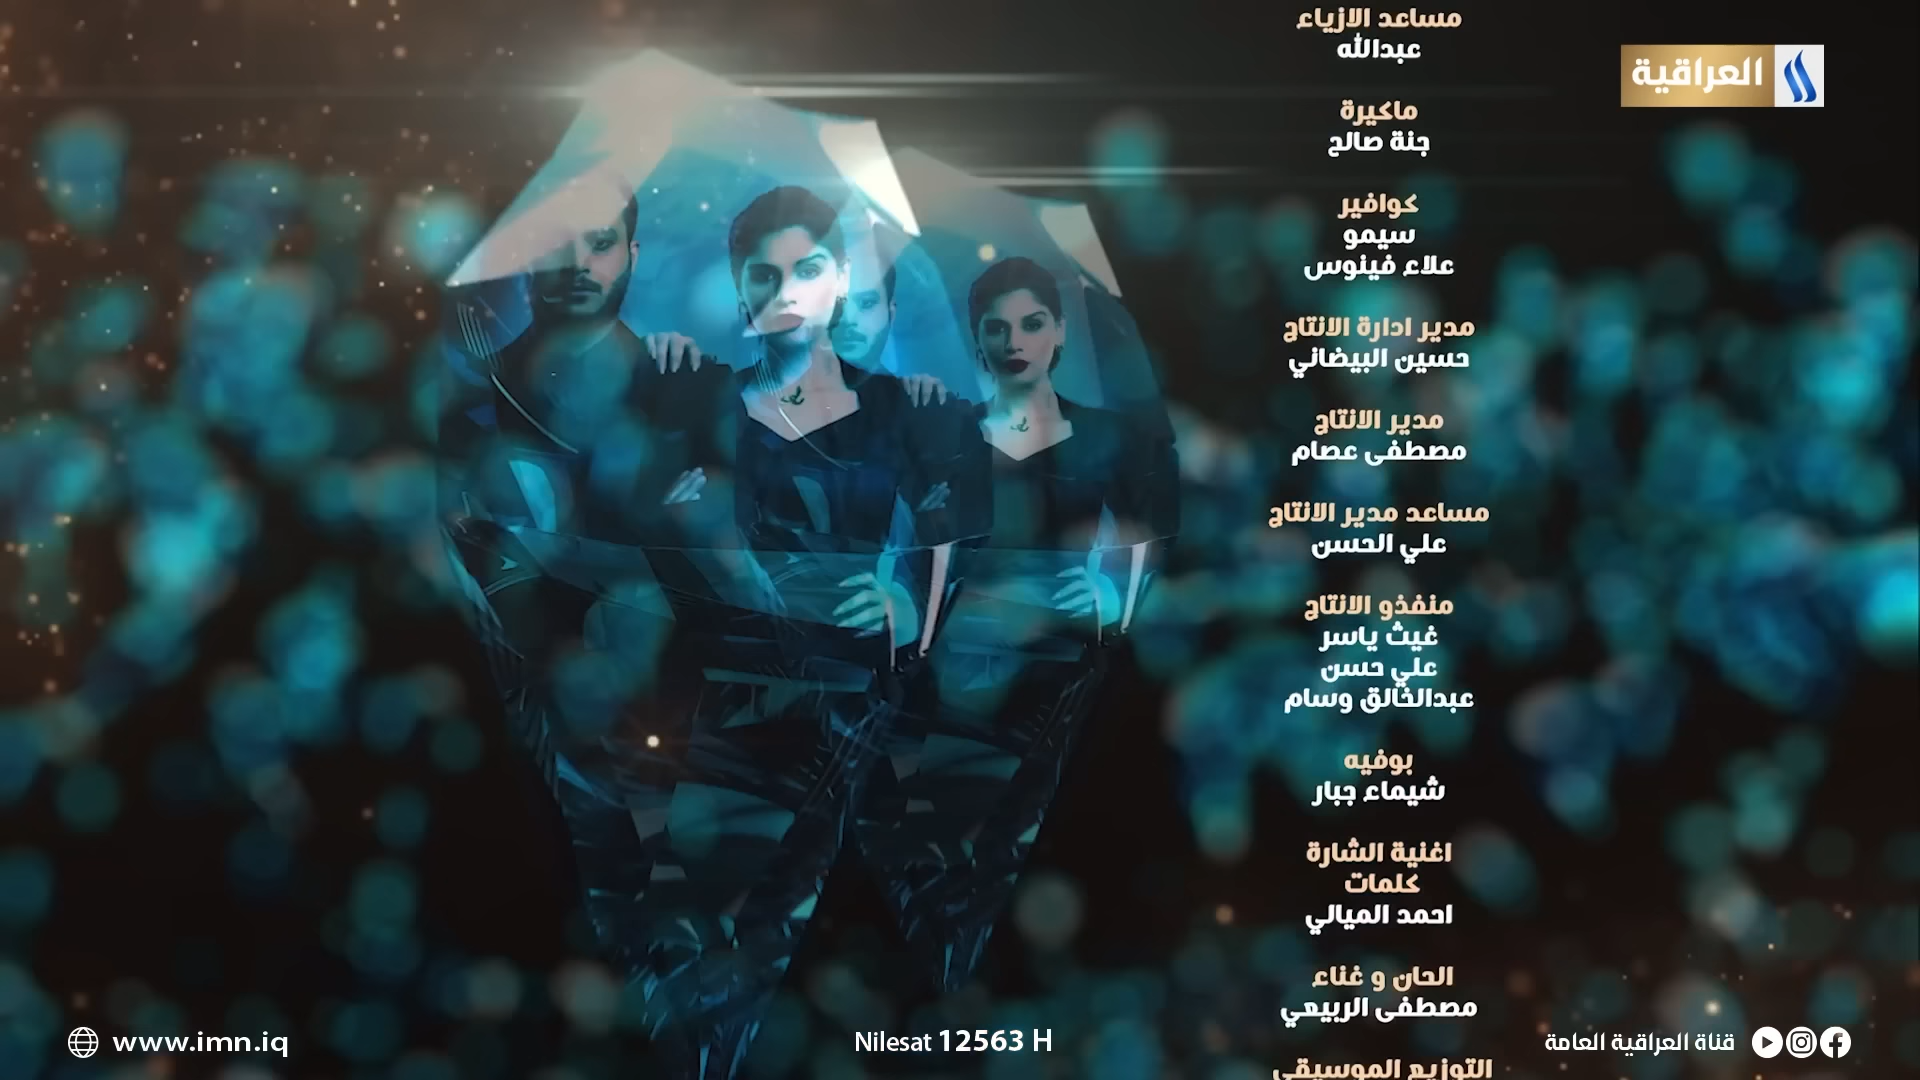 مساعد الازياء
عبدالله
العراقية
ماكيرة
جنة صالح
كوافير
سيمو
علاء فينوس
مدير ادارة الانتاج
حسين البيضاني
مدير الانتاج
مصطفى عصام
مساعد مدير الانتاج
علي الحسن
منفذو الانتاج
غيث ياسر
علي حسن
عبدالخالق وسام
بوفيه
شيماء جبار
اغنية الشارة
كلمات
احمد الميالي
الحان و غناء
مصطفى الربيعي
التوزيع الموسيقي
www.imn.iq
Nilesat 12563 H
قناة العراقية العامة